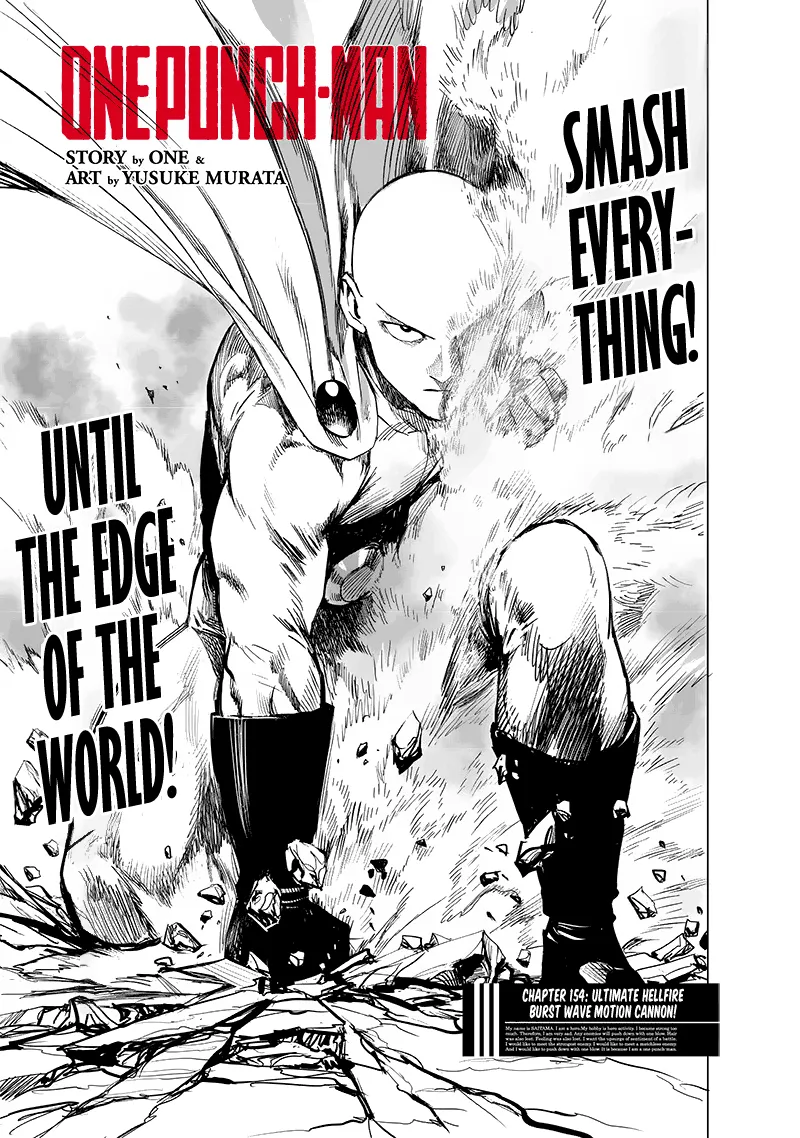 ONE PUNCH-MAN
STORY by ONE &
ART by YUSUKE MURATA
SMASH
EVERY-
THING!
UNTIL
THE EDGE
OF THE
WORLD!
CHAPTER 154: ULTIMATE HELLFIRE
BURST WAVE MOTION CANNON!
My name is SAITAMA. I am a hero. My hobby is hero activity. I became strong too
much. Therefore, I am very sad. Any enemies will push down with one blow. Hair
was also lost. Feeling was also lost. I want the upsurge of sentiment of a battle.
I would like to meet the strongest enemy. I would like to meet a matchless enemy.
And I would like to push down with one blow. It is because I am a one punch man.